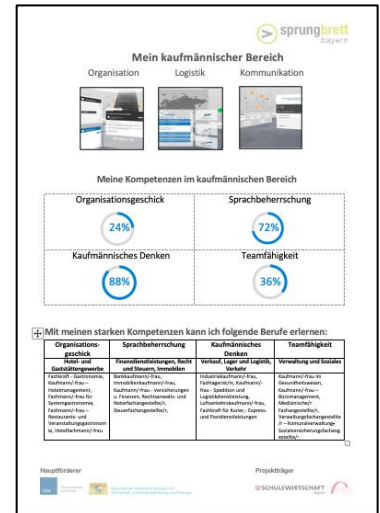 sprungbrett
bayern
Mein kaufmännischer Bereich
Organisation Logistik Kommunikation
Meine Kompetenzen im kaufmännischen Bereich
Organisationsgeschick Sprachbeherrschung
24% 72%
Kaufmännisches Denken Teamfähigkeit
88% 36%
Mit meinen starken Kompetenzen kann ich folgende Berufe erlernen:
Organisations-
geschick
Sprachbeherrschung
Kaufmännisches
Denken
Teamfähigkeit
Hotel- und
Gaststättengewerbe
Finanzdienstleistungen, Recht
und Steuern, Immobilien
Verkauf, Lager und Logistik,
Verkehr
Verwaltung und Soziales
Fachkraft - Gastronomie,
Kaufmann/-frau –
Hotelmanagement,
Fachmann/-frau für
Systemgastronomie,
Fachmann/-frau –
Restaurants- und
Veranstaltungsgastronom
ie, Hotelfachmann/-frau
Bankkaufmann/-frau,
Immobilienkaufmann/-frau,
Kaufmann/-frau - Versicherungen
u. Finanzen, Rechtsanwalts- und
Notarfachangestellte/r,
Steuerfachangestellte/r,
Industriekaufmann/-frau,
Fachlagerist/in, Kaufmann/-
frau - Spedition und
Logistikdienstleistung,
Luftverkehrskaufmann/-frau,
Fachkraft für Kurier-, Express-
und Postdienstleistungen
Kaufmann/-frau im
Gesundheitswesen,
Kaufmann/-frau –
Büromanagement,
Medizinische/r
Fachangestellte/r,
Verwaltungsfachangestellte
/r – Kommunalverwaltung,
Sozialversicherungsfachang
estellte/r
Hauptförderer Projektträger
SCHULEWIRTSCHAFT